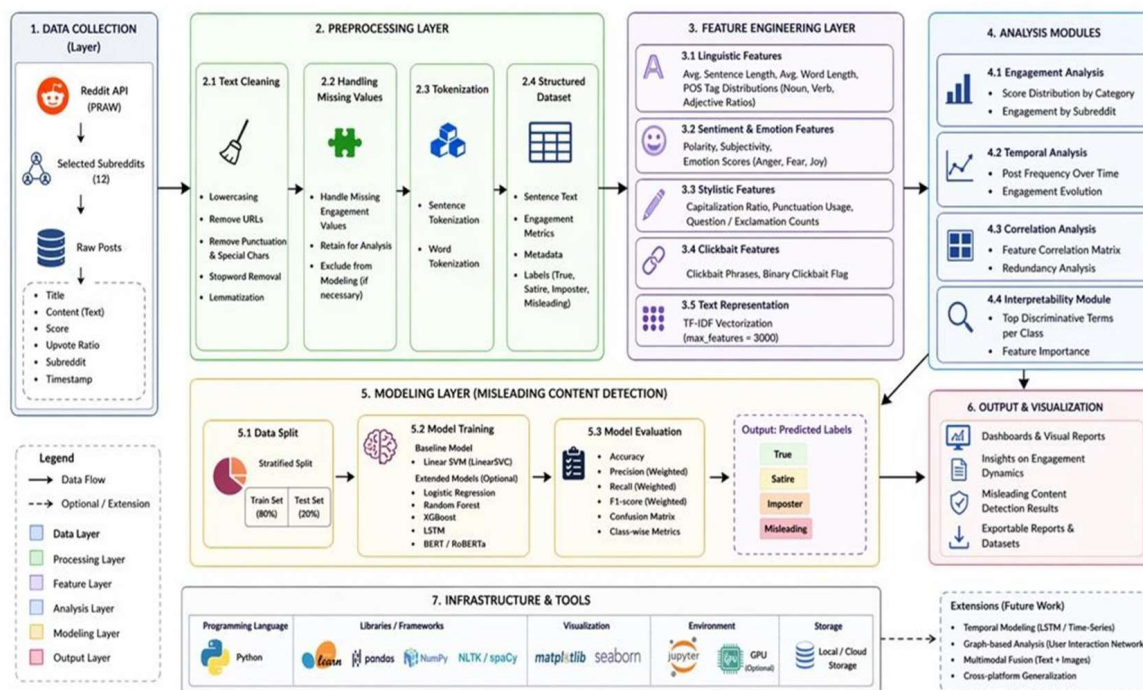 1. DATA COLLECTION
(Layer)
Reddit API
(PRAW)
Selected Subreddits
(12)
Raw Posts
• Title
• Content (Text)
• Score
• Upvote Ratio
• Subreddit
• Timestamp
2. PREPROCESSING LAYER
2.1 Text Cleaning
• Lowercasing
• Remove URLs
• Remove Punctuation
& Special Chars
• Stopword Removal
• Lemmatization
2.2 Handling
Missing Values
• Handle Missing
Engagement
Values
• Retain for Analysis
• Exclude from
Modeling (if
necessary)
2.3 Tokenization
• Sentence
Tokenization
• Word
Tokenization
2.4 Structured
Dataset
• Sentence Text
• Engagement
Metrics
• Metadata
• Labels (True,
Satire, Imposter,
Misleading)
3. FEATURE ENGINEERING LAYER
3.1 Linguistic Features
Avg. Sentence Length, Avg. Word Length,
POS Tag Distributions (Noun, Verb,
Adjective Ratios)
3.2 Sentiment & Emotion Features
Polarity, Subjectivity,
Emotion Scores (Anger, Fear, Joy)
3.3 Stylistic Features
Capitalization Ratio, Punctuation Usage,
Question / Exclamation Counts
3.4 Clickbait Features
Clickbait Phrases, Binary Clickbait Flag
3.5 Text Representation
TF-IDF Vectorization
(max_features = 3000)
4. ANALYSIS MODULES
4.1 Engagement Analysis
• Score Distribution by Category
• Engagement by Subreddit
4.2 Temporal Analysis
• Post Frequency Over Time
• Engagement Evolution
4.3 Correlation Analysis
• Feature Correlation Matrix
• Redundancy Analysis
4.4 Interpretability Module
• Top Discriminative Terms
per Class
• Feature Importance
Legend
Data Flow
Optional / Extension
Data Layer
Processing Layer
Feature Layer
Analysis Layer
Modeling Layer
Output Layer
5. MODELING LAYER (MISLEADING CONTENT DETECTION)
5.1 Data Split
Stratified Split
Train Set
(80%)
Test Set
(20%)
5.2 Model Training
Baseline Model
• Linear SVM (LinearSVC)
Extended Models (Optional)
• Logistic Regression
• Random Forest
• XGBoost
• LSTM
• BERT / RoBERTa
5.3 Model Evaluation
• Accuracy
• Precision (Weighted)
• Recall (Weighted)
• F1-score (Weighted)
• Confusion Matrix
• Class-wise Metrics
Output: Predicted Labels
True
Satire
Imposter
Misleading
6. OUTPUT & VISUALIZATION
Dashboards & Visual Reports
Insights on Engagement
Dynamics
Misleading Content
Detection Results
Exportable Reports &
Datasets
7. INFRASTRUCTURE & TOOLS
Programming Language
Python
Libraries / Frameworks
learn
pandas
NumPy
NLTK / spaCy
Visualization
matplotlib
seaborn
Environment
jupyter
GPU
(Optional)
Storage
Local / Cloud
Storage
Extensions (Future Work)
• Temporal Modeling (LSTM / Time-Series)
• Graph-based Analysis (User Interaction Network
• Multimodal Fusion (Text + Images)
• Cross-platform Generalization